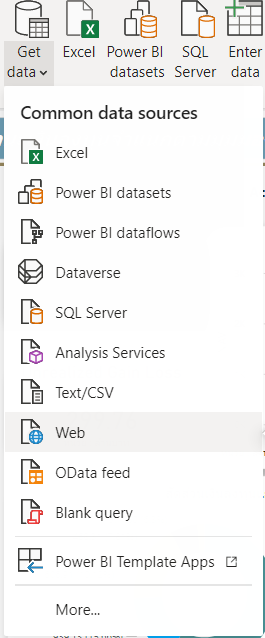 Get data
Excel
Power BI datasets
SQL Server
Enter data
Common data sources
Excel
Power BI datasets
Power BI dataflows
Dataverse
SQL Server
Analysis Services
Text/CSV
Web
OData feed
Blank query
Power BI Template Apps
More...